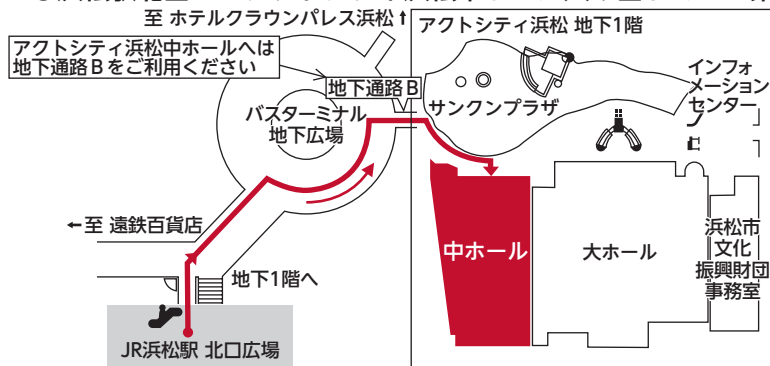 至 ホテルクラウンパレス浜松↑
アクトシティ浜松 地下1階
アクトシティ浜松中ホールへは
地下通路Bをご利用ください
地下通路B
インフォ
メーション
センター
サンクンプラザ
バスターミナル
地下広場
←至 遠鉄百貨店
中ホール
大ホール
浜松市
文化
振興財団
事務室
地下1階へ
JR浜松駅 北口広場